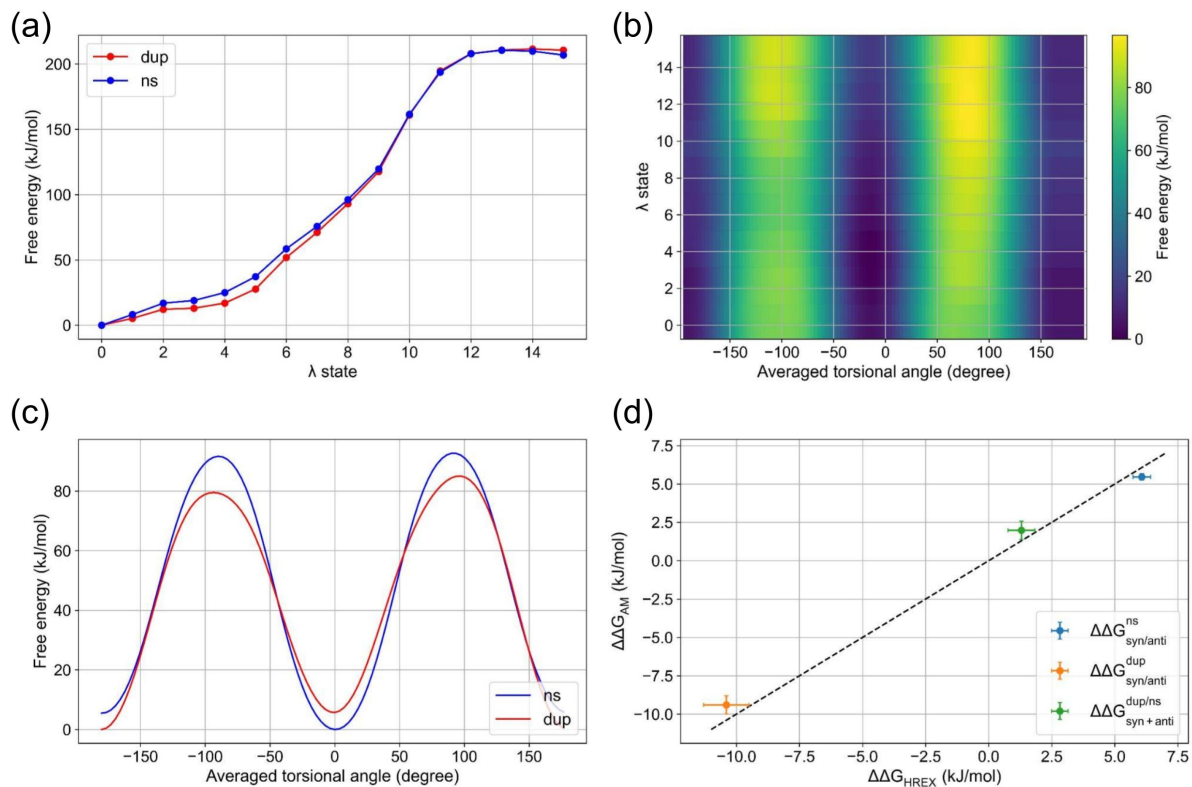 (a)
200
150
100
50
0
Free energy (kJ/mol)
dup
ns
0 2 4 6 8 10 12 14
λ state
(b)
14
12
10
8
6
4
2
0
λ state
−150 −100 −50 0 50 100 150
Averaged torsional angle (degree)
80
60
40
20
0
Free energy (kJ/mol)
(c)
80
60
40
20
0
Free energy (kJ/mol)
ns
dup
−150 −100 −50 0 50 100 150
Averaged torsional angle (degree)
(d)
7.5
5.0
2.5
0.0
−2.5
−5.0
−7.5
−10.0
ΔΔG_AM (kJ/mol)
ΔΔG^ns_syn/anti
ΔΔG^dup_syn/anti
ΔΔG^dup/ns_syn + anti
−10.0 −7.5 −5.0 −2.5 0.0 2.5 5.0 7.5
ΔΔG_HREX (kJ/mol)